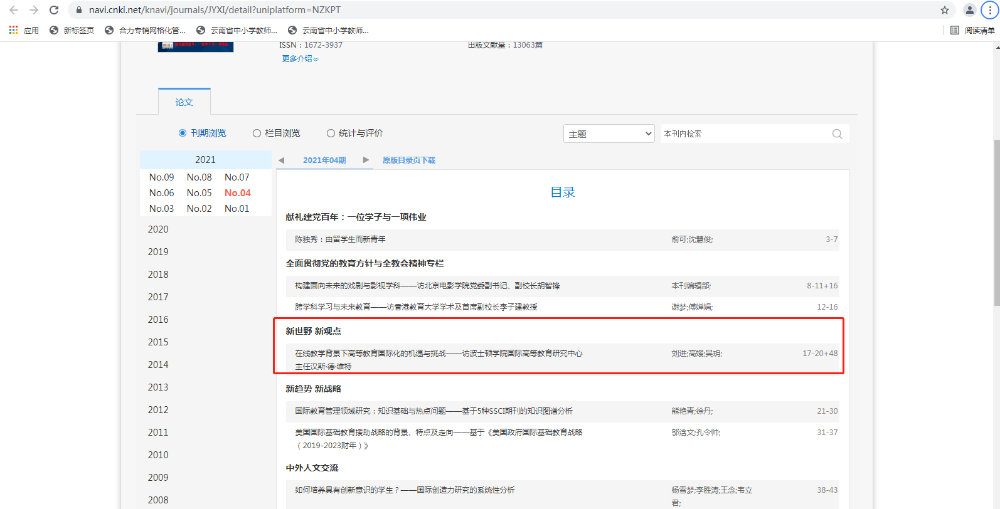 navi.cnki.net/knavi/journals/JYXI/detail?uniplatform=NZKPT
应用 新标签页 合力专销网格化管... 云南省中小学教师... 云南省中小学教师... 阅读清单
ISSN：1672-3937 出版文献量：13063篇
更多介绍
论文
刊期浏览 栏目浏览 统计与评价 主题 本刊内检索
2021 2021年04期 原版目录页下载
No.09 No.08 No.07
No.06 No.05 No.04
No.03 No.02 No.01
2020
2019
2018
2017
2016
2015
2014
2013
2012
2011
2010
2009
2008
目录
献礼建党百年：一位学子与一项伟业
陈独秀：由留学生而新青年 俞可;沈慧俊; 3-7
全面贯彻党的教育方针与全教会精神专栏
构建面向未来的戏剧与影视学科——访北京电影学院党委副书记、副校长胡智锋 本刊编辑部; 8-11+16
跨学科学习与未来教育——访香港教育大学学术及首席副校长李子建教授 谢梦;傅婵娟; 12-16
新世野 新观点
在线教学背景下高等教育国际化的机遇与挑战——访波士顿学院国际高等教育研究中心 刘进;高媛;吴玥; 17-20+48
主任汉斯·德·维特
新趋势 新战略
国际教育管理领域研究：知识基础与热点问题——基于5种SSCI期刊的知识图谱分析 熊艳青;徐丹; 21-30
美国国际基础教育援助战略的背景、特点及走向——基于《美国政府国际基础教育战略 邬浛文;孔令帅; 31-37
（2019-2023财年）》
中外人文交流
如何培养具有创新意识的学生？——国际创造力研究的系统性分析 杨雪梦;李胜涛;王念;韦立 38-43
君;